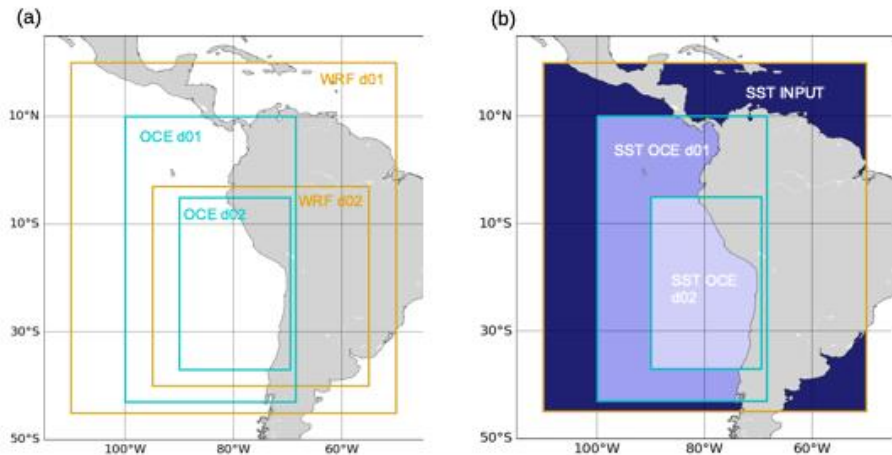 (a)
WRF d01
OCE d01
WRF d02
OCE d02
10°N
10°S
30°S
50°S
100°W
80°W
60°W
(b)
SST INPUT
SST OCE d01
SST OCE
d02
10°N
10°S
30°S
50°S
100°W
80°W
60°W